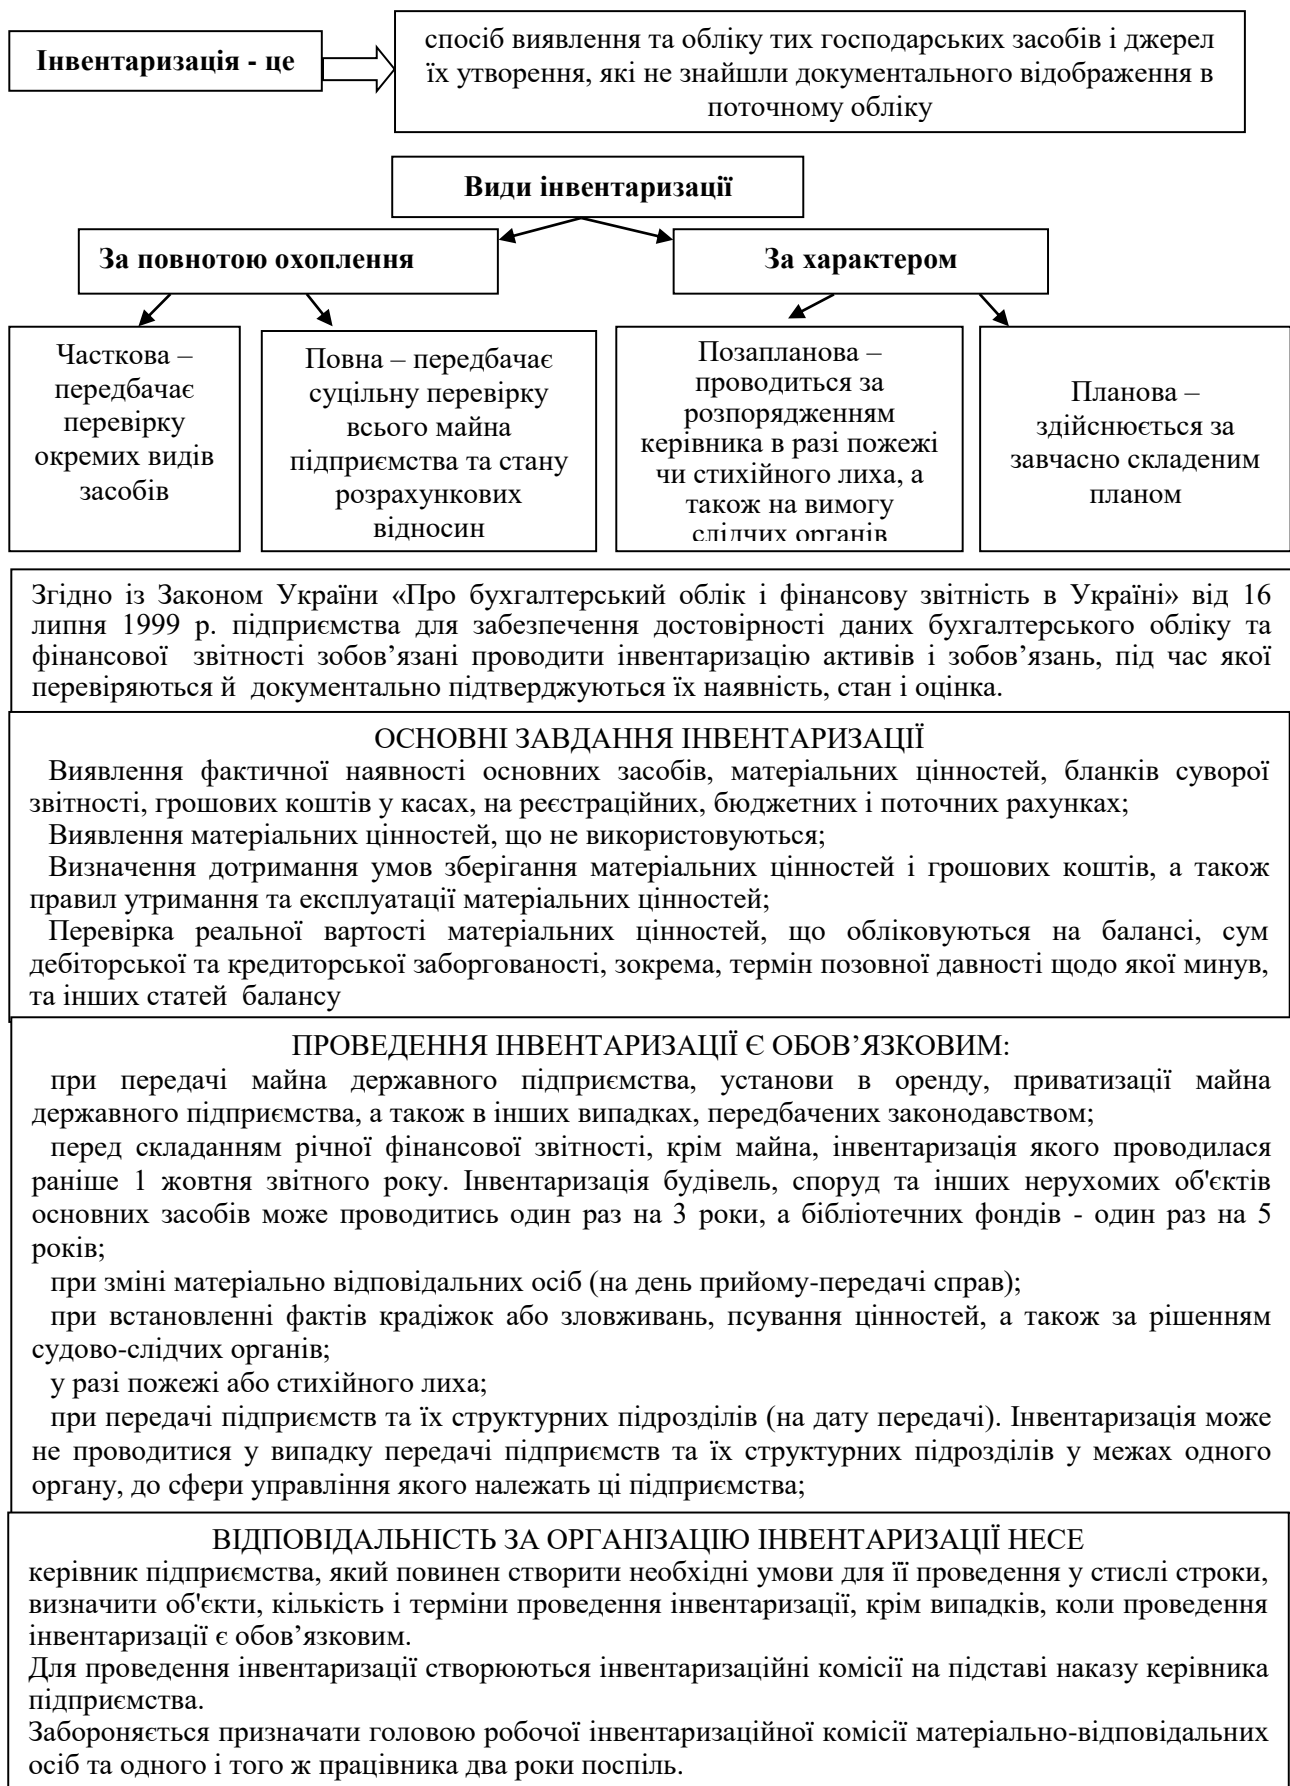 Інвентаризація - це
спосіб виявлення та обліку тих господарських засобів і джерел
їх утворення, які не знайшли документального відображення в
поточному обліку
Види інвентаризації
За повнотою охоплення
За характером
Часткова –
передбачає
перевірку
окремих видів
засобів
Повна – передбачає
суцільну перевірку
всього майна
підприємства та стану
розрахункових
відносин
Позапланова –
проводиться за
розпорядженням
керівника в разі пожежі
чи стихійного лиха, а
також на вимогу
слідчих органів
Планова –
здійснюється за
завчасно складеним
планом
Згідно із Законом України «Про бухгалтерський облік і фінансову звітність в Україні» від 16
липня 1999 р. підприємства для забезпечення достовірності даних бухгалтерського обліку та
фінансової звітності зобов’язані проводити інвентаризацію активів і зобов’язань, під час якої
перевіряються й документально підтверджуються їх наявність, стан і оцінка.
ОСНОВНІ ЗАВДАННЯ ІНВЕНТАРИЗАЦІЇ
Виявлення фактичної наявності основних засобів, матеріальних цінностей, бланків суворої
звітності, грошових коштів у касах, на реєстраційних, бюджетних і поточних рахунках;
Виявлення матеріальних цінностей, що не використовуються;
Визначення дотримання умов зберігання матеріальних цінностей і грошових коштів, а також
правил утримання та експлуатації матеріальних цінностей;
Перевірка реальної вартості матеріальних цінностей, що обліковуються на балансі, сум
дебіторської та кредиторської заборгованості, зокрема, термін позовної давності щодо якої минув,
та інших статей балансу
ПРОВЕДЕННЯ ІНВЕНТАРИЗАЦІЇ Є ОБОВ’ЯЗКОВИМ:
при передачі майна державного підприємства, установи в оренду, приватизації майна
державного підприємства, а також в інших випадках, передбачених законодавством;
перед складанням річної фінансової звітності, крім майна, інвентаризація якого проводилася
раніше 1 жовтня звітного року. Інвентаризація будівель, споруд та інших нерухомих об'єктів
основних засобів може проводитись один раз на 3 роки, а бібліотечних фондів - один раз на 5
років;
при зміні матеріально відповідальних осіб (на день прийому-передачі справ);
при встановленні фактів крадіжок або зловживань, псування цінностей, а також за рішенням
судово-слідчих органів;
у разі пожежі або стихійного лиха;
при передачі підприємств та їх структурних підрозділів (на дату передачі). Інвентаризація може
не проводитися у випадку передачі підприємств та їх структурних підрозділів у межах одного
органу, до сфери управління якого належать ці підприємства;
ВІДПОВІДАЛЬНІСТЬ ЗА ОРГАНІЗАЦІЮ ІНВЕНТАРИЗАЦІЇ НЕСЕ
керівник підприємства, який повинен створити необхідні умови для її проведення у стислі строки,
визначити об'єкти, кількість і терміни проведення інвентаризації, крім випадків, коли проведення
інвентаризації є обов’язковим.
Для проведення інвентаризації створюються інвентаризаційні комісії на підставі наказу керівника
підприємства.
Забороняється призначати головою робочої інвентаризаційної комісії матеріально-відповідальних
осіб та одного і того ж працівника два роки поспіль.